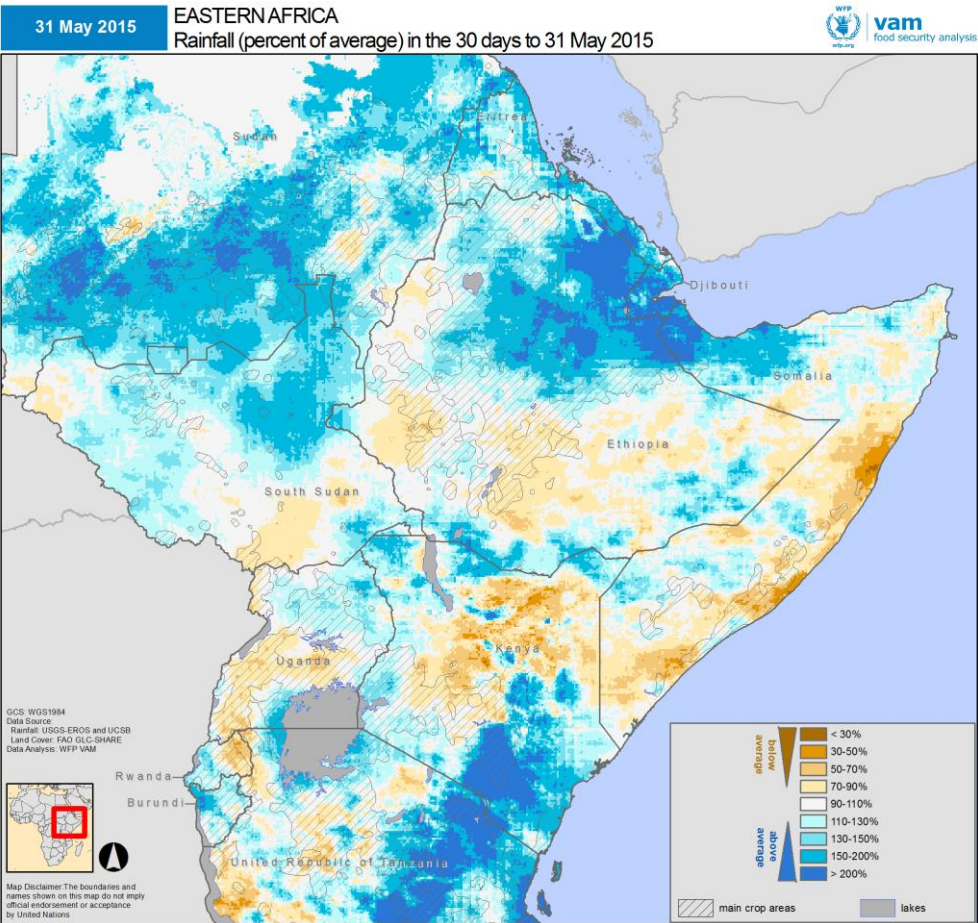 31 May 2015
EASTERN AFRICA
Rainfall (percent of average) in the 30 days to 31 May 2015
WFP
wfp.org
vam
food security analysis
Sudan
Eritrea
Djibouti
Somalia
Ethiopia
South Sudan
Kenya
Uganda
GCS: WGS1984
Data Source:
Rainfall: USGS-EROS and UCSB
Land Cover: FAO GLC-SHARE
Data Analysis: WFP VAM
Rwanda
Burundi
United Republic of Tanzania
Map Disclaimer:The boundaries and
names shown on this map do not imply
official endorsement or acceptance
by United Nations
below
average
above
average
< 30%
30-50%
50-70%
70-90%
90-110%
110-130%
130-150%
150-200%
> 200%
main crop areas
lakes